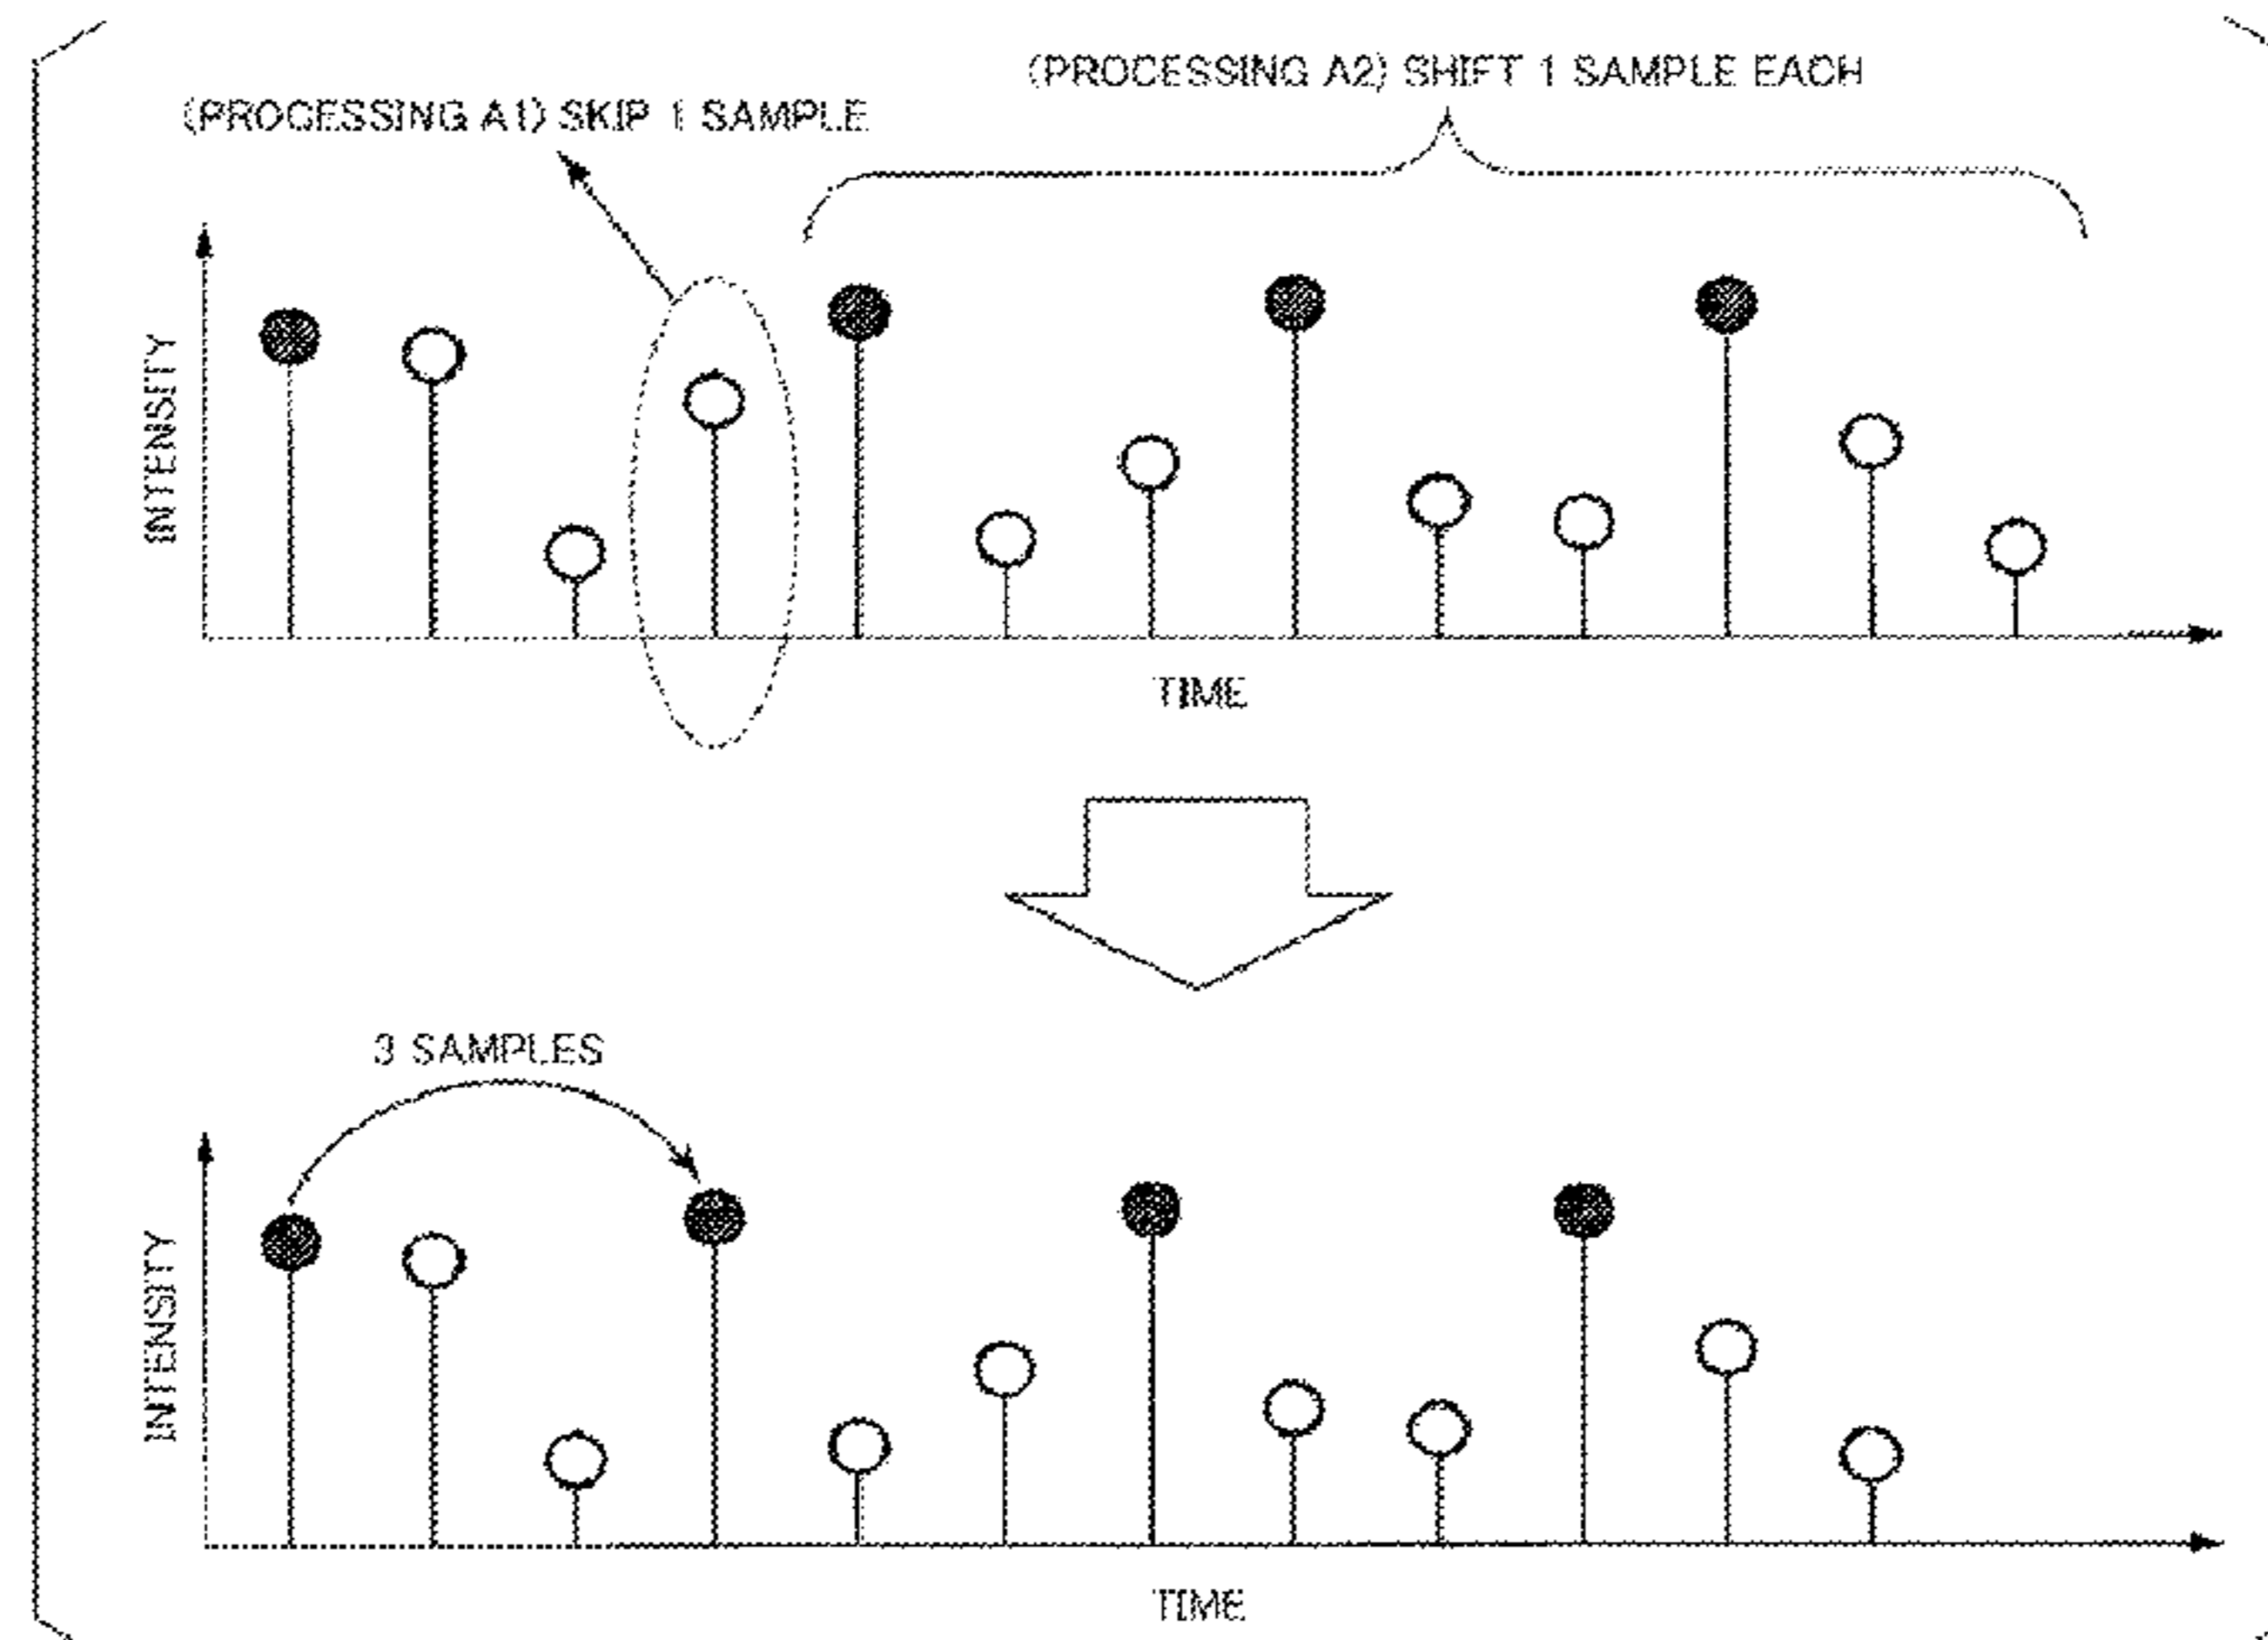 (PROCESSING A2) SHIFT 1 SAMPLE EACH
(PROCESSING A1) SKIP 1 SAMPLE
INTENSITY
TIME
3 SAMPLES
INTENSITY
TIME